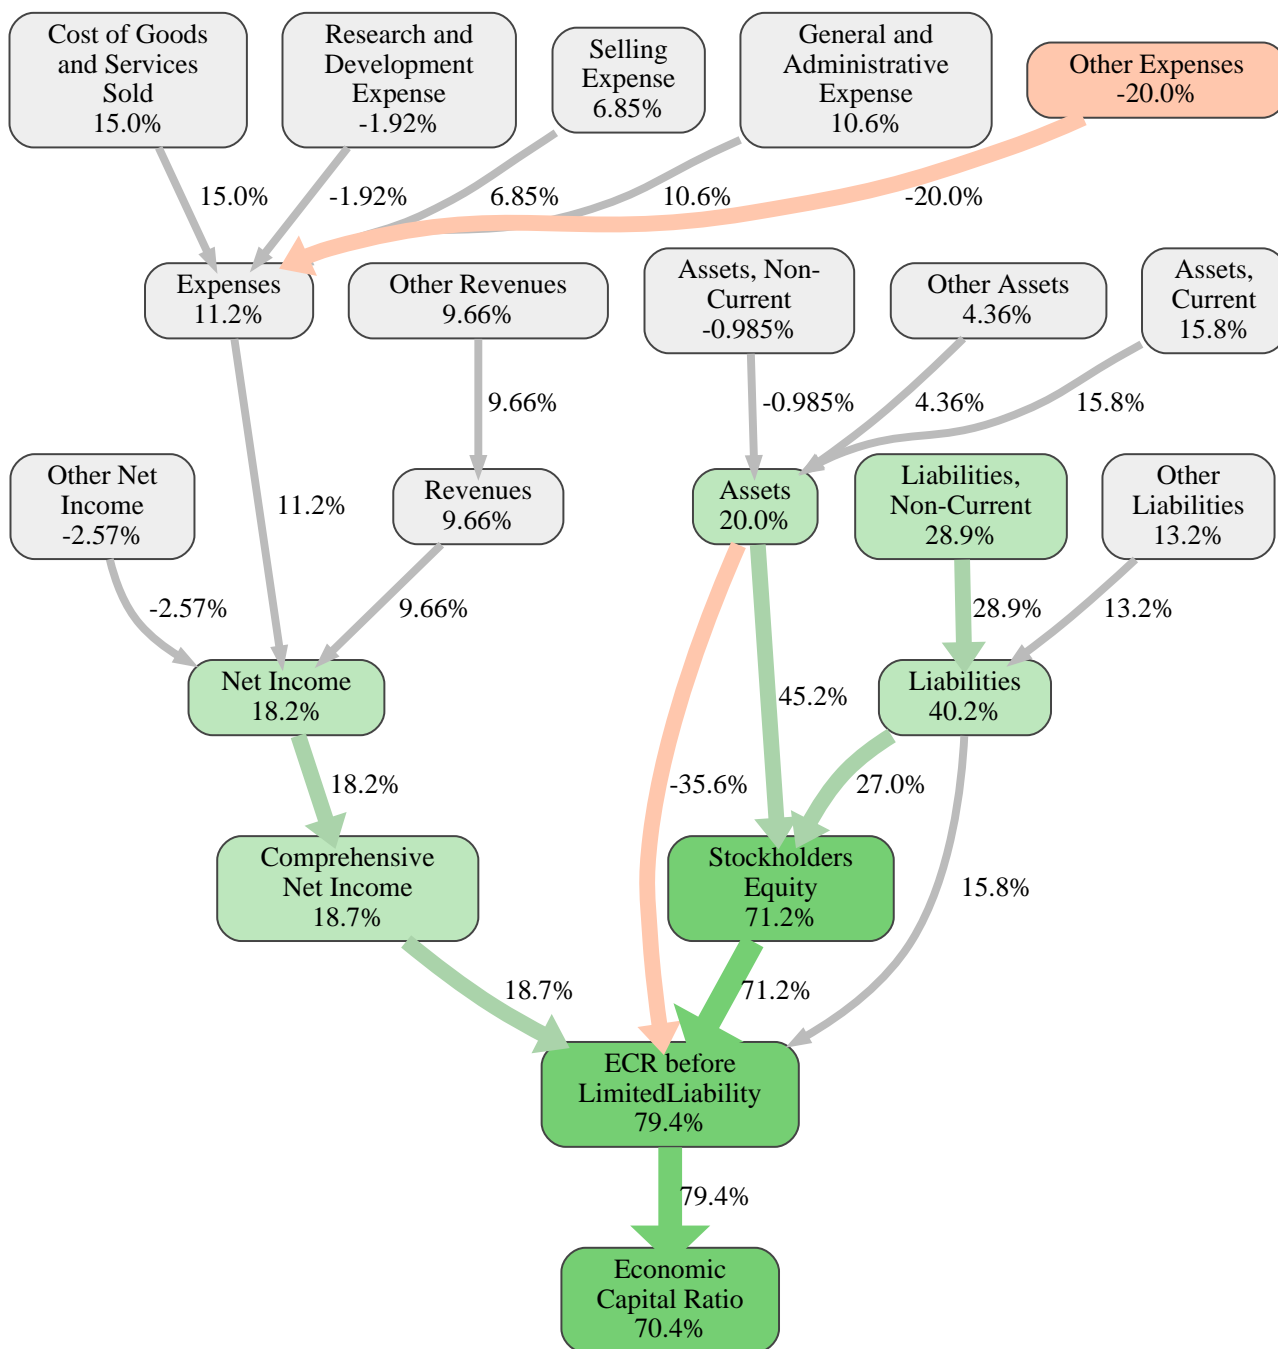 Cost of Goods
and Services
Sold
15.0%
Research and
Development
Expense
-1.92%
Selling
Expense
6.85%
General and
Administrative
Expense
10.6%
Other Expenses
-20.0%
15.0%
-1.92%
6.85%
10.6%
-20.0%
Expenses
11.2%
Other Revenues
9.66%
Assets, Non-
Current
-0.985%
Other Assets
4.36%
Assets,
Current
15.8%
9.66%
-0.985%
4.36%
15.8%
Other Net
Income
-2.57%
11.2%
Revenues
9.66%
Assets
20.0%
Liabilities,
Non-Current
28.9%
Other
Liabilities
13.2%
-2.57%
9.66%
28.9%
13.2%
Net Income
18.2%
45.2%
Liabilities
40.2%
18.2%
-35.6%
27.0%
Comprehensive
Net Income
18.7%
Stockholders
Equity
71.2%
15.8%
18.7%
71.2%
ECR before
LimitedLiability
79.4%
79.4%
Economic
Capital Ratio
70.4%